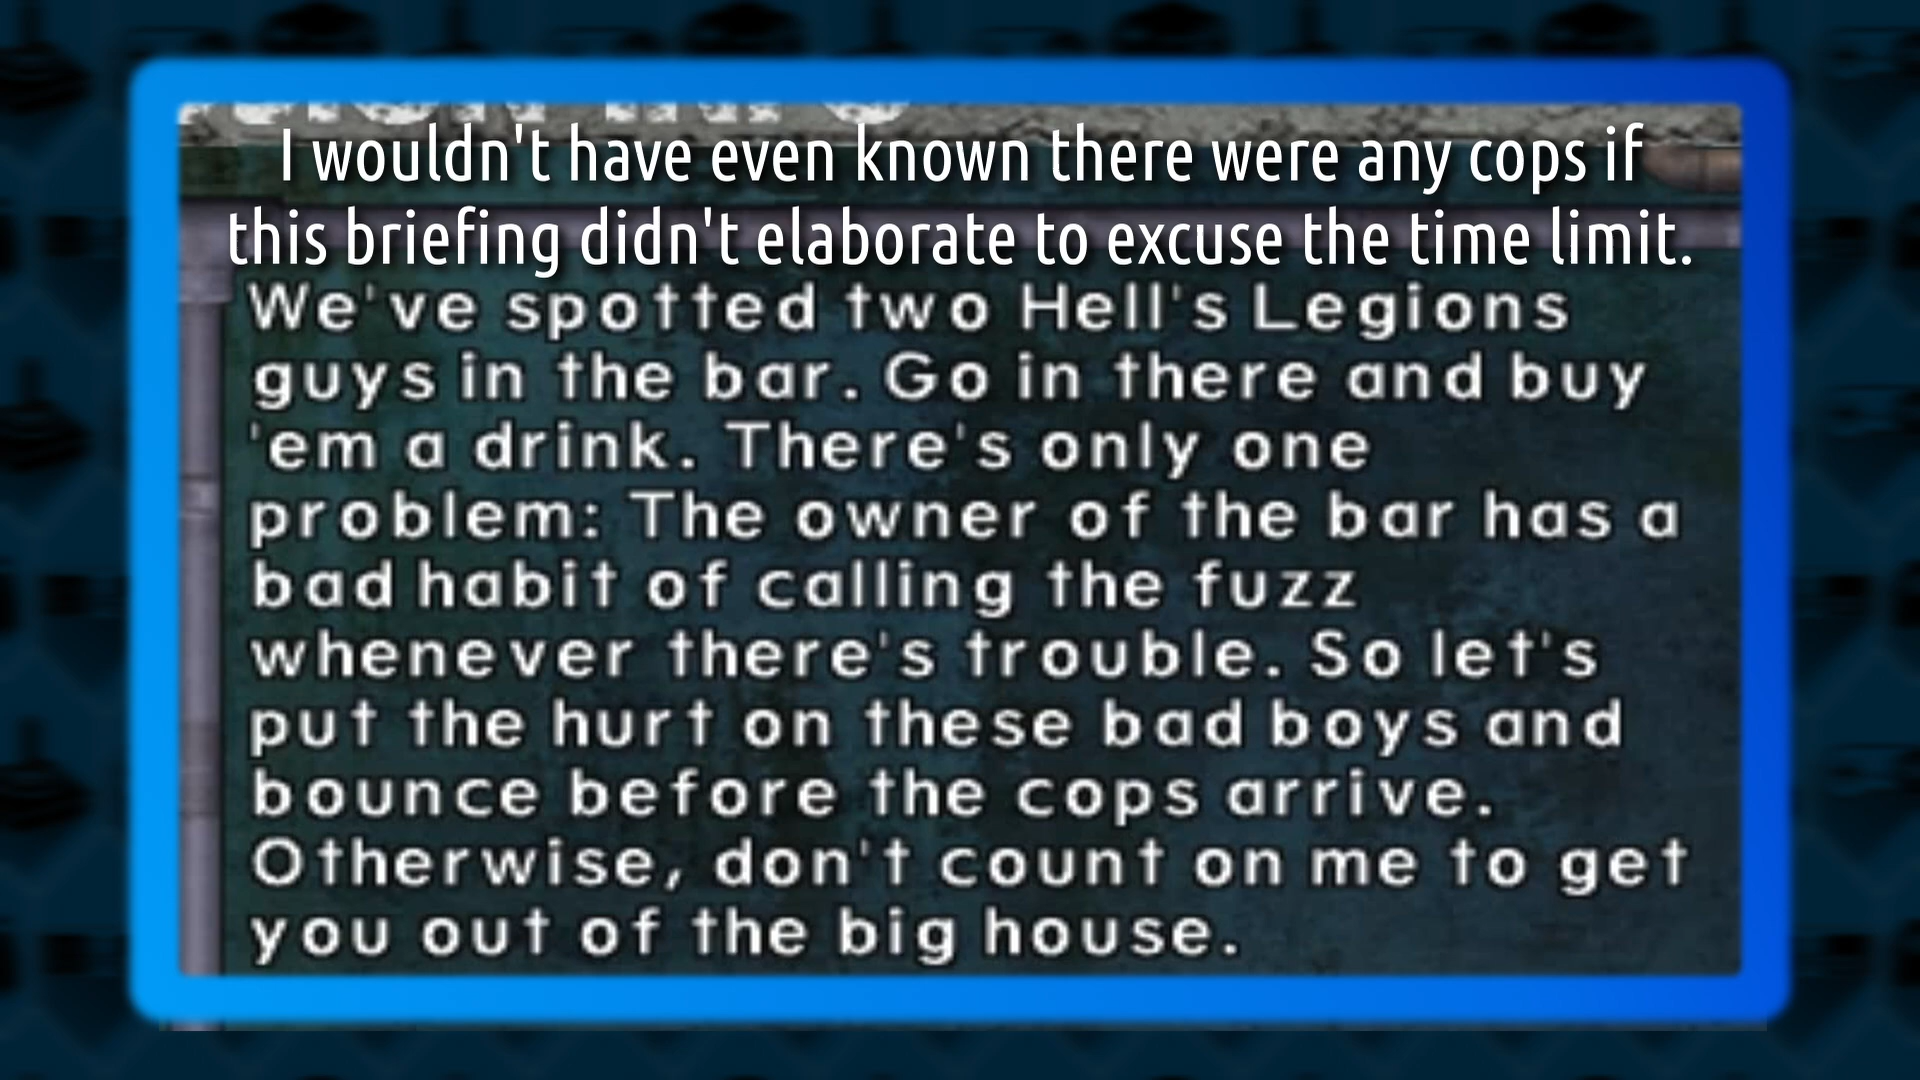 I wouldn't have even known there were any cops if
this briefing didn't elaborate to excuse the time limit.
We've spotted two Hell's Legions
guys in the bar. Go in there and buy
'em a drink. There's only one
problem: The owner of the bar has a
bad habit of calling the fuzz
whenever there's trouble. So let's
put the hurt on these bad boys and
bounce before the cops arrive.
Otherwise, don't count on me to get
you out of the big house.